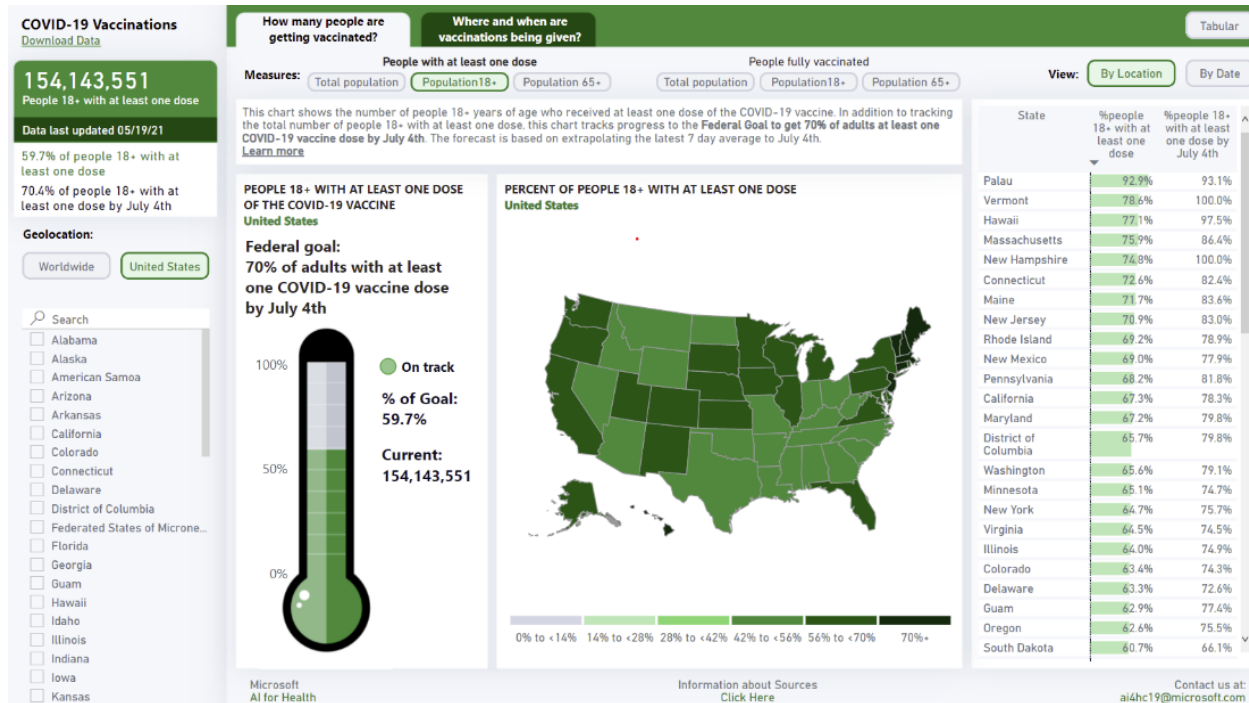 COVID-19 Vaccinations
Download Data
154,143,551
People 18+ with at least one dose
Data last updated 05/19/21
59.7% of people 18+ with at
least one dose
70.4% of people 18+ with at
least one dose by July 4th
Geolocation:
Worldwide
United States
Search
Alabama
Alaska
American Samoa
Arizona
Arkansas
California
Colorado
Connecticut
Delaware
District of Columbia
Federated States of Microne...
Florida
Georgia
Guam
Hawaii
Idaho
Illinois
Indiana
Iowa
Kansas
How many people are
getting vaccinated?
Where and when are
vaccinations being given?
Tabular
Measures:
People with at least one dose
Total population
Population18+
Population 65+
People fully vaccinated
Total population
Population18+
Population 65+
View:
By Location
By Date
This chart shows the number of people 18+ years of age who received at least one dose of the COVID-19 vaccine. In addition to tracking
the total number of people 18+ with at least one dose, this chart tracks progress to the Federal Goal to get 70% of adults at least one
COVID-19 vaccine dose by July 4th. The forecast is based on extrapolating the latest 7 day average to July 4th.
Learn more
PEOPLE 18+ WITH AT LEAST ONE DOSE
OF THE COVID-19 VACCINE
United States
Federal goal:
70% of adults with at least
one COVID-19 vaccine dose
by July 4th
100%
50%
0%
On track
% of Goal:
59.7%
Current:
154,143,551
PERCENT OF PEOPLE 18+ WITH AT LEAST ONE DOSE
United States
0% to <14%
14% to <28%
28% to <42%
42% to <56%
56% to <70%
70%+
State
%people
18+ with at
least one
dose
%people 18+
with at least
one dose by
July 4th
Palau 92.9% 93.1%
Vermont 78.6% 100.0%
Hawaii 77.1% 97.5%
Massachusetts 75.9% 86.4%
New Hampshire 74.8% 100.0%
Connecticut 72.6% 82.4%
Maine 71.7% 83.6%
New Jersey 70.9% 83.0%
Rhode Island 69.2% 78.9%
New Mexico 69.0% 77.9%
Pennsylvania 68.2% 81.8%
California 67.3% 78.3%
Maryland 67.2% 79.8%
District of
Columbia 65.7% 79.8%
Washington 65.6% 79.1%
Minnesota 65.1% 74.7%
New York 64.7% 75.7%
Virginia 64.5% 74.5%
Illinois 64.0% 74.9%
Colorado 63.4% 74.3%
Delaware 63.3% 72.6%
Guam 62.9% 77.4%
Oregon 62.6% 75.5%
South Dakota 60.7% 66.1%
Microsoft
AI for Health
Information about Sources
Click Here
Contact us at:
ai4hc19@microsoft.com